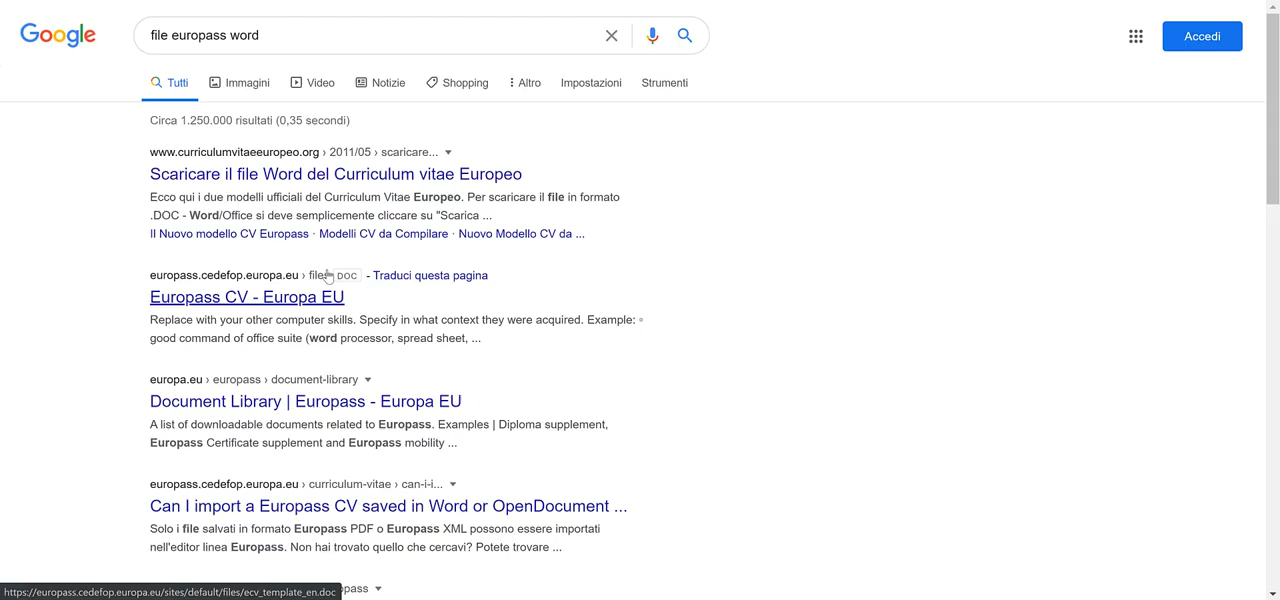 Google
file europass word
Accedi
Tutti Immagini Video Notizie Shopping Altro Impostazioni Strumenti
Circa 1.250.000 risultati (0,35 secondi)
www.curriculumvitaeeuropeo.org › 2011/05 › scaricare...
Scaricare il file Word del Curriculum vitae Europeo
Ecco qui i due modelli ufficiali del Curriculum Vitae Europeo. Per scaricare il file in formato
.DOC - Word/Office si deve semplicemente cliccare su "Scarica ...
Il Nuovo modello CV Europass · Modelli CV da Compilare · Nuovo Modello CV da ...
europass.cedefop.europa.eu › file DOC - Traduci questa pagina
Europass CV - Europa EU
Replace with your other computer skills. Specify in what context they were acquired. Example: ◦
good command of office suite (word processor, spread sheet, ...
europa.eu › europass › document-library
Document Library | Europass - Europa EU
A list of downloadable documents related to Europass. Examples | Diploma supplement,
Europass Certificate supplement and Europass mobility ...
europass.cedefop.europa.eu › curriculum-vitae › can-i-i...
Can I import a Europass CV saved in Word or OpenDocument ...
Solo i file salvati in formato Europass PDF o Europass XML possono essere importati
nell'editor linea Europass. Non hai trovato quello che cercavi? Potete trovare ...
https://europass.cedefop.europa.eu/sites/default/files/ecv_template_en.doc